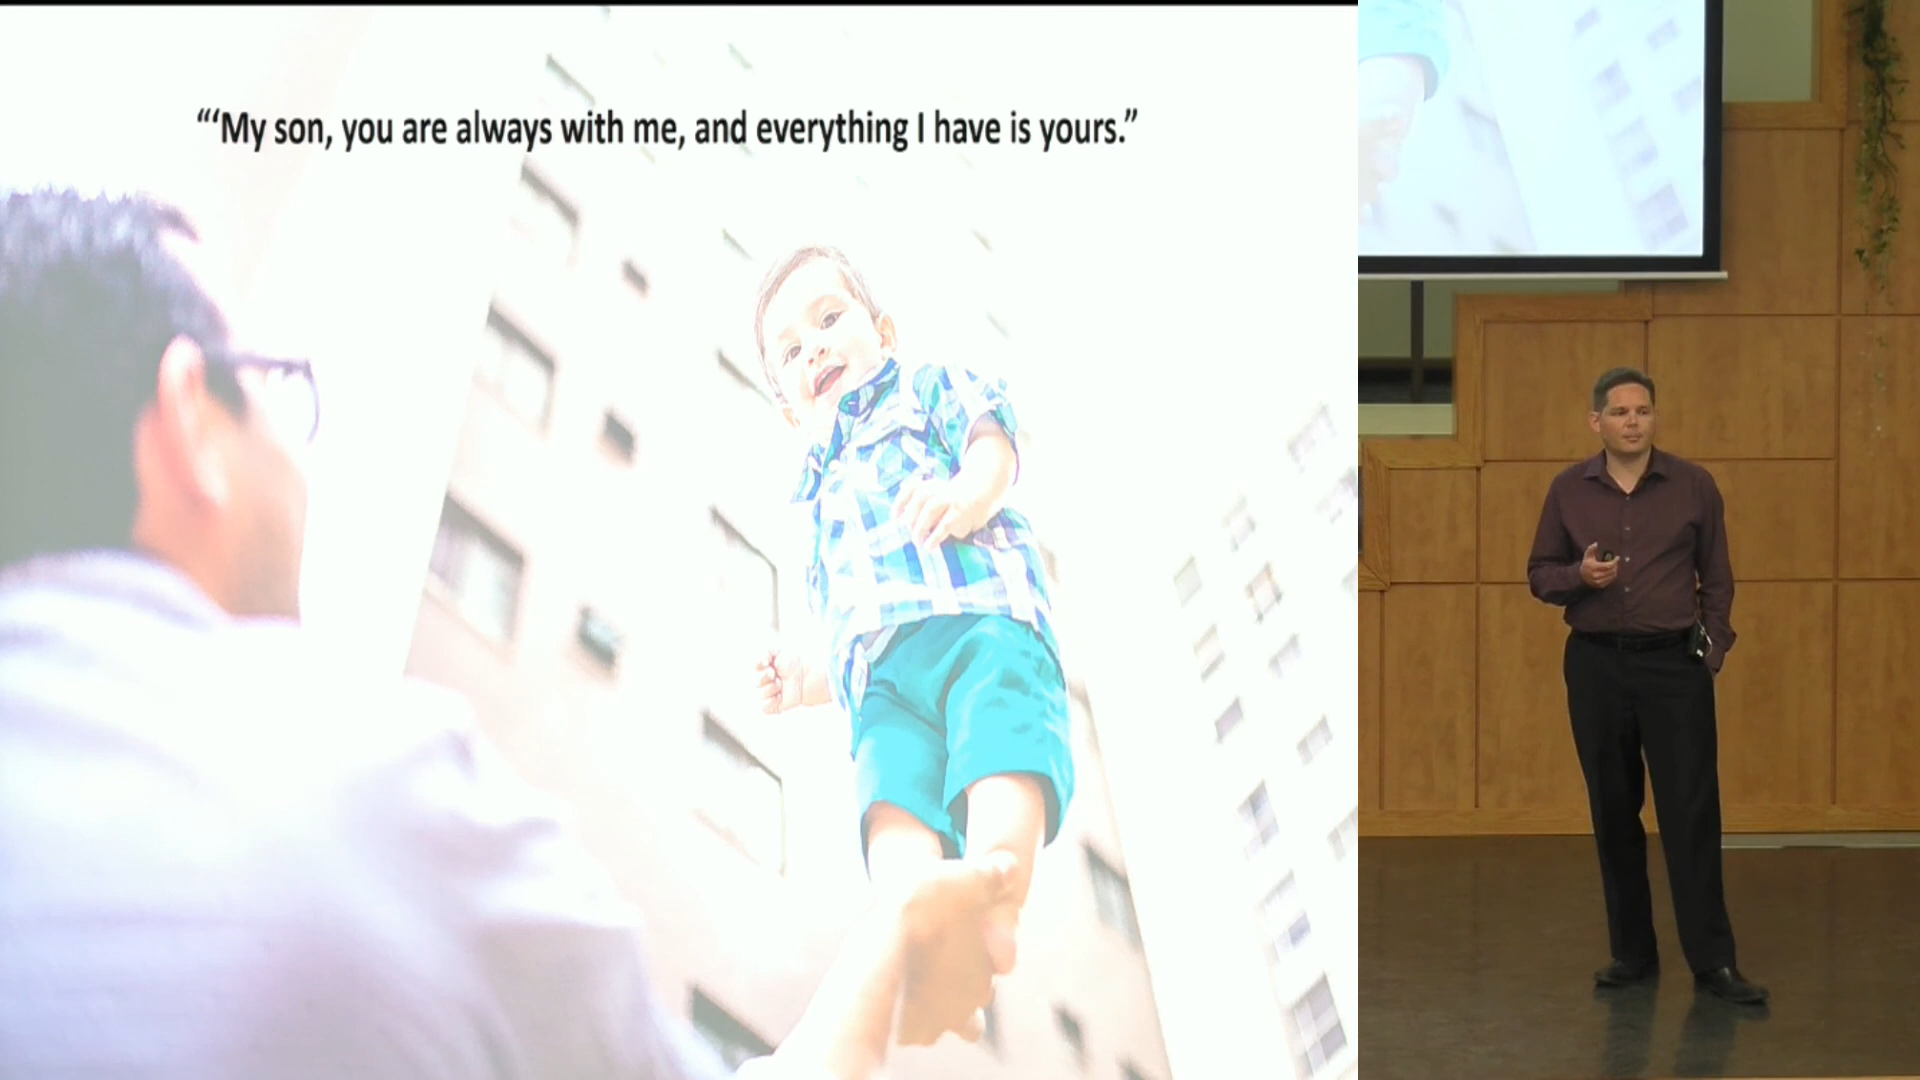 “‘My son, you are always with me, and everything I have is yours.”